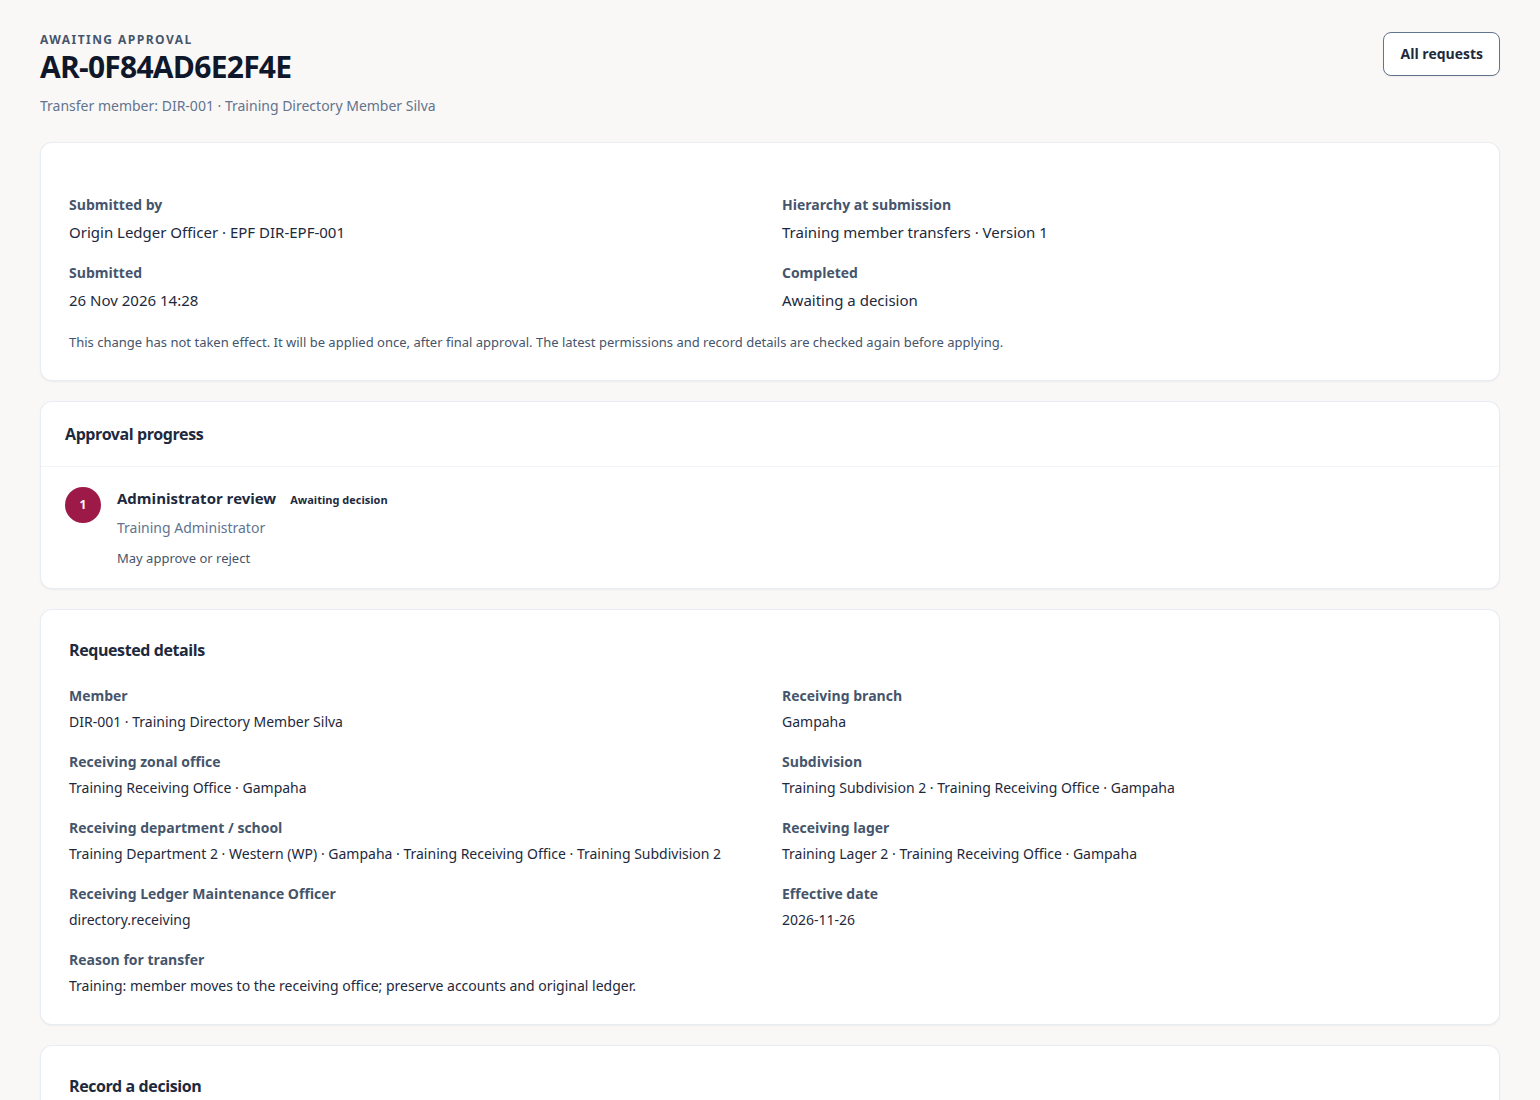 AWAITING APPROVAL
AR-0F84AD6E2F4E
All requests
Transfer member: DIR-001 · Training Directory Member Silva
Submitted by
Origin Ledger Officer · EPF DIR-EPF-001
Hierarchy at submission
Training member transfers · Version 1
Submitted
26 Nov 2026 14:28
Completed
Awaiting a decision
This change has not taken effect. It will be applied once, after final approval. The latest permissions and record details are checked again before applying.
Approval progress
1
Administrator review Awaiting decision
Training Administrator
May approve or reject
Requested details
Member
DIR-001 · Training Directory Member Silva
Receiving branch
Gampaha
Receiving zonal office
Training Receiving Office · Gampaha
Subdivision
Training Subdivision 2 · Training Receiving Office · Gampaha
Receiving department / school
Training Department 2 · Western (WP) · Gampaha · Training Receiving Office · Training Subdivision 2
Receiving lager
Training Lager 2 · Training Receiving Office · Gampaha
Receiving Ledger Maintenance Officer
directory.receiving
Effective date
2026-11-26
Reason for transfer
Training: member moves to the receiving office; preserve accounts and original ledger.
Record a decision